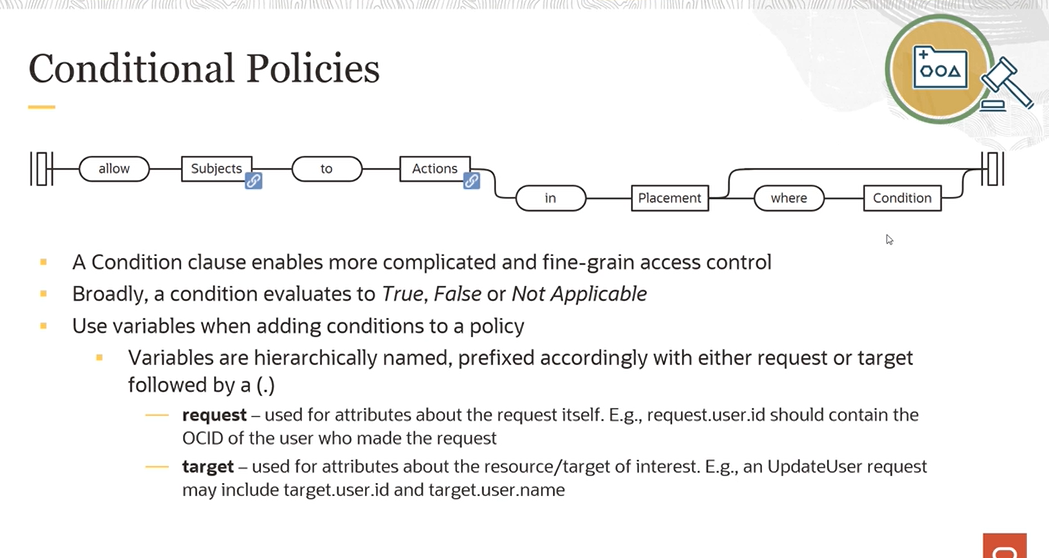 Conditional Policies
allow Subjects to Actions
in Placement where Condition
A Condition clause enables more complicated and fine-grain access control
Broadly, a condition evaluates to True, False or Not Applicable
Use variables when adding conditions to a policy
Variables are hierarchically named, prefixed accordingly with either request or target
followed by a (.)
request – used for attributes about the request itself. E.g., request.user.id should contain the
OCID of the user who made the request
target – used for attributes about the resource/target of interest. E.g., an UpdateUser request
may include target.user.id and target.user.name